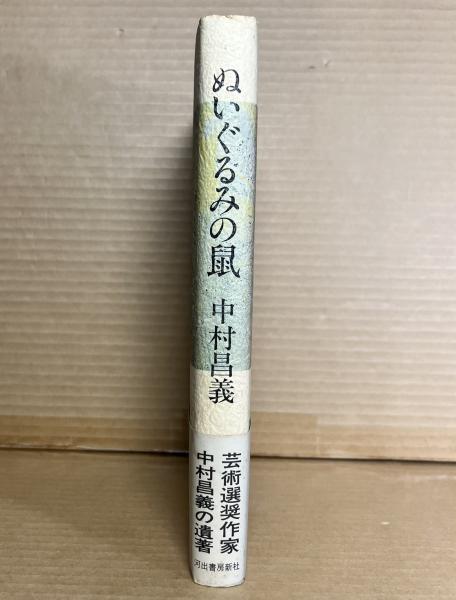 ぬいぐるみの鼠
中村昌義
芸術選奨作家
中村昌義の遺著
河出書房新社